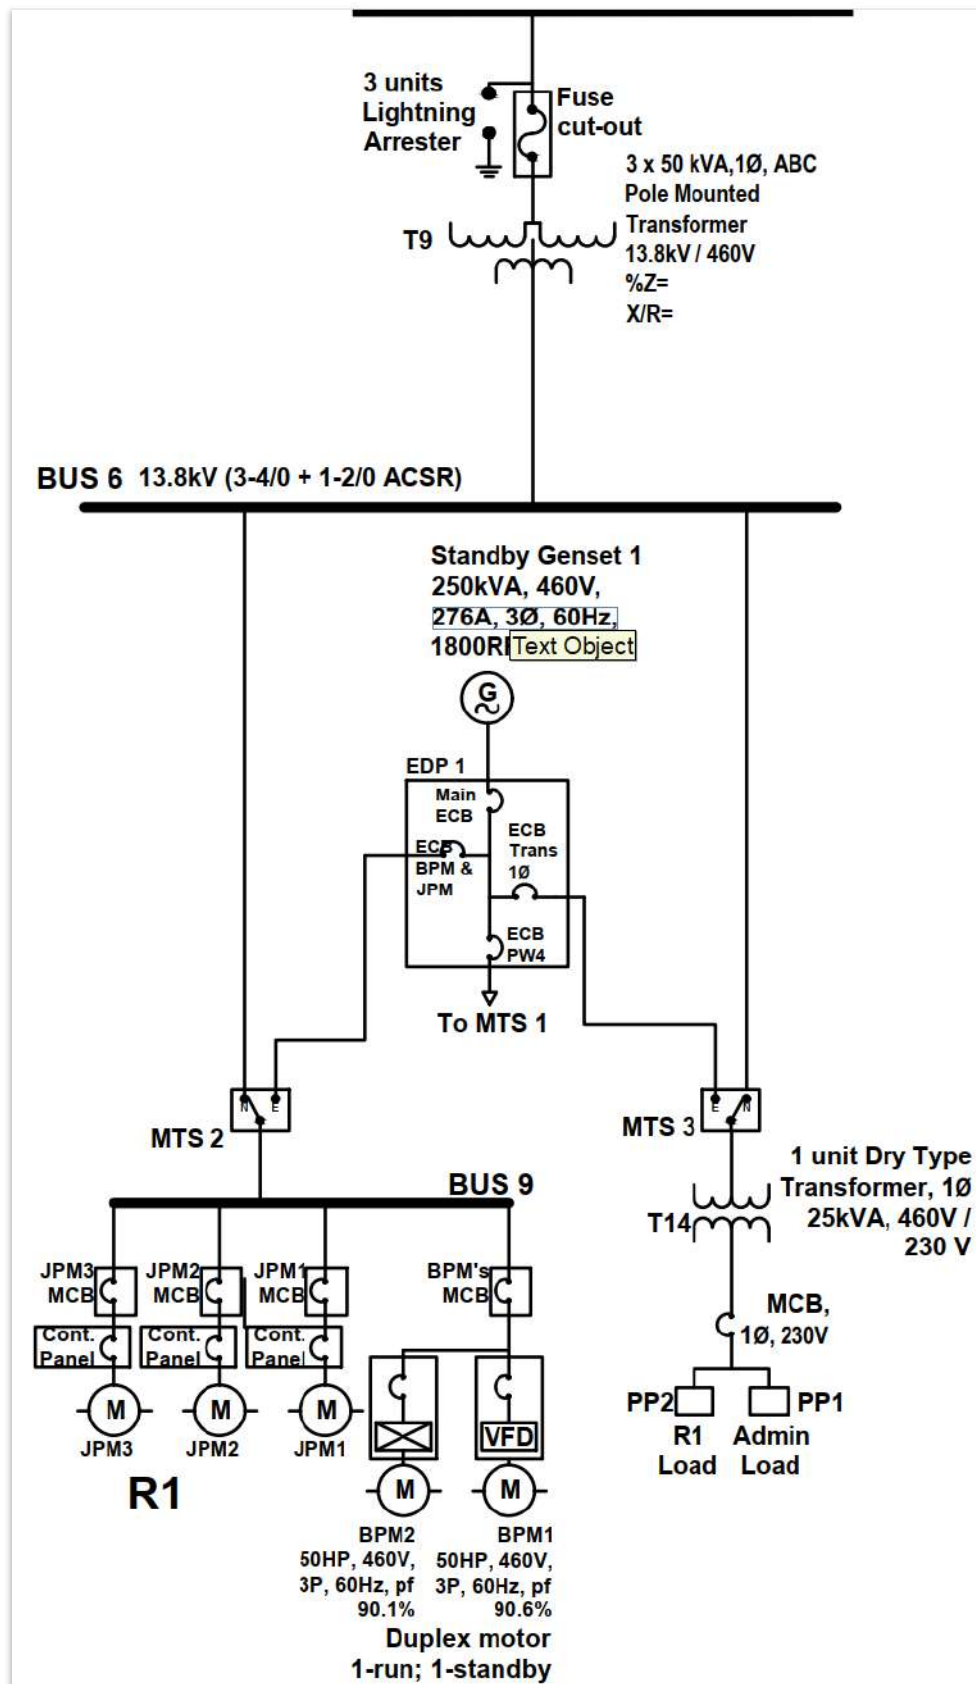 3 units
Lightning
Arrester
Fuse
cut-out
3 x 50 kVA,1Ø, ABC
Pole Mounted
Transformer
13.8kV / 460V
%Z=
X/R=
T9
BUS 6 13.8kV (3-4/0 + 1-2/0 ACSR)
Standby Genset 1
250kVA, 460V,
276A, 3Ø, 60Hz,
Text Object
G
EDP 1
Main
ECB
ECB
BPM &
JPM
ECB
Trans
1Ø
ECB
PW4
To MTS 1
N E
MTS 2
E N
MTS 3
BUS 9
1 unit Dry Type
Transformer, 1Ø
25kVA, 460V /
230 V
T14
JPM3
MCB
JPM2
MCB
JPM1
MCB
BPM's
MCB
MCB,
1Ø, 230V
Cont.
Panel
Cont.
Panel
Cont.
Panel
M
JPM3
M
JPM2
M
JPM1
R1
VFD
M
M
PP2
PP1
R1
Load
Admin
Load
BPM2
50HP, 460V,
3P, 60Hz, pf
90.1%
BPM1
50HP, 460V,
3P, 60Hz, pf
90.6%
Duplex motor
1-run; 1-standby